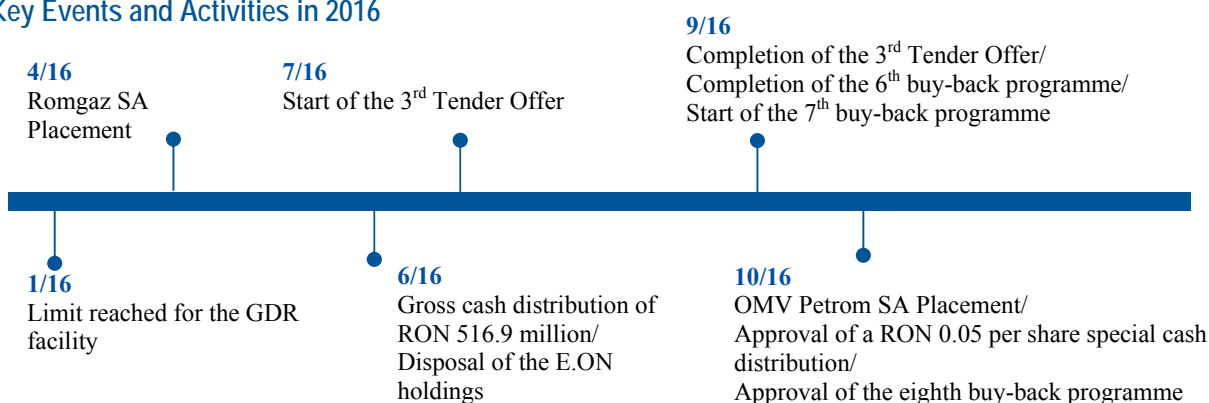 Key Events and Activities in 2016
9/16
Completion of the 3rd Tender Offer/
Completion of the 6th buy-back programme/
Start of the 7th buy-back programme
4/16
Romgaz SA
Placement
7/16
Start of the 3rd Tender Offer
1/16
Limit reached for the GDR
facility
6/16
Gross cash distribution of
RON 516.9 million/
Disposal of the E.ON
holdings
10/16
OMV Petrom SA Placement/
Approval of a RON 0.05 per share special cash
distribution/
Approval of the eighth buy-back programme